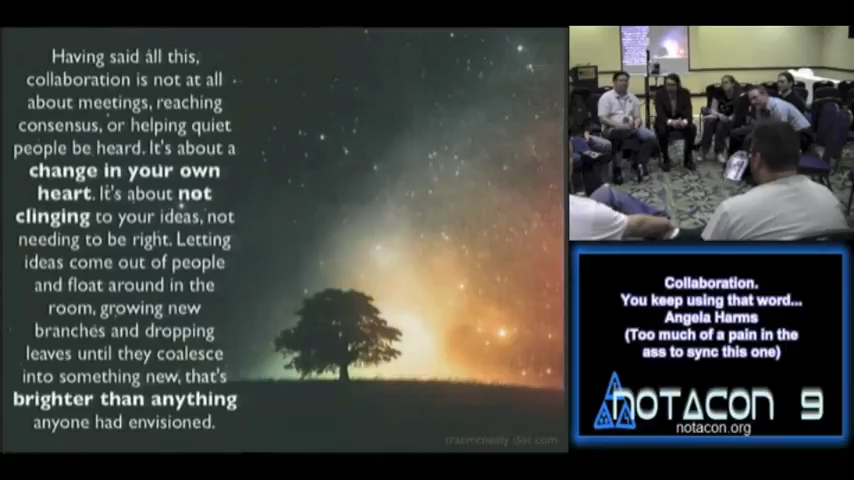 Having said all this,
collaboration is not at all
about meetings, reaching
consensus, or helping quiet
people be heard. It's about a
change in your own
heart. It's about not
clinging to your ideas, not
needing to be right. Letting
ideas come out of people
and float around in the
room, growing new
branches and dropping
leaves until they coalesce
into something new, that's
brighter than anything
anyone had envisioned.
Collaboration.
You keep using that word...
Angela Harms
(Too much of a pain in the
ass to sync this one)
NOTACON 9
notacon.org